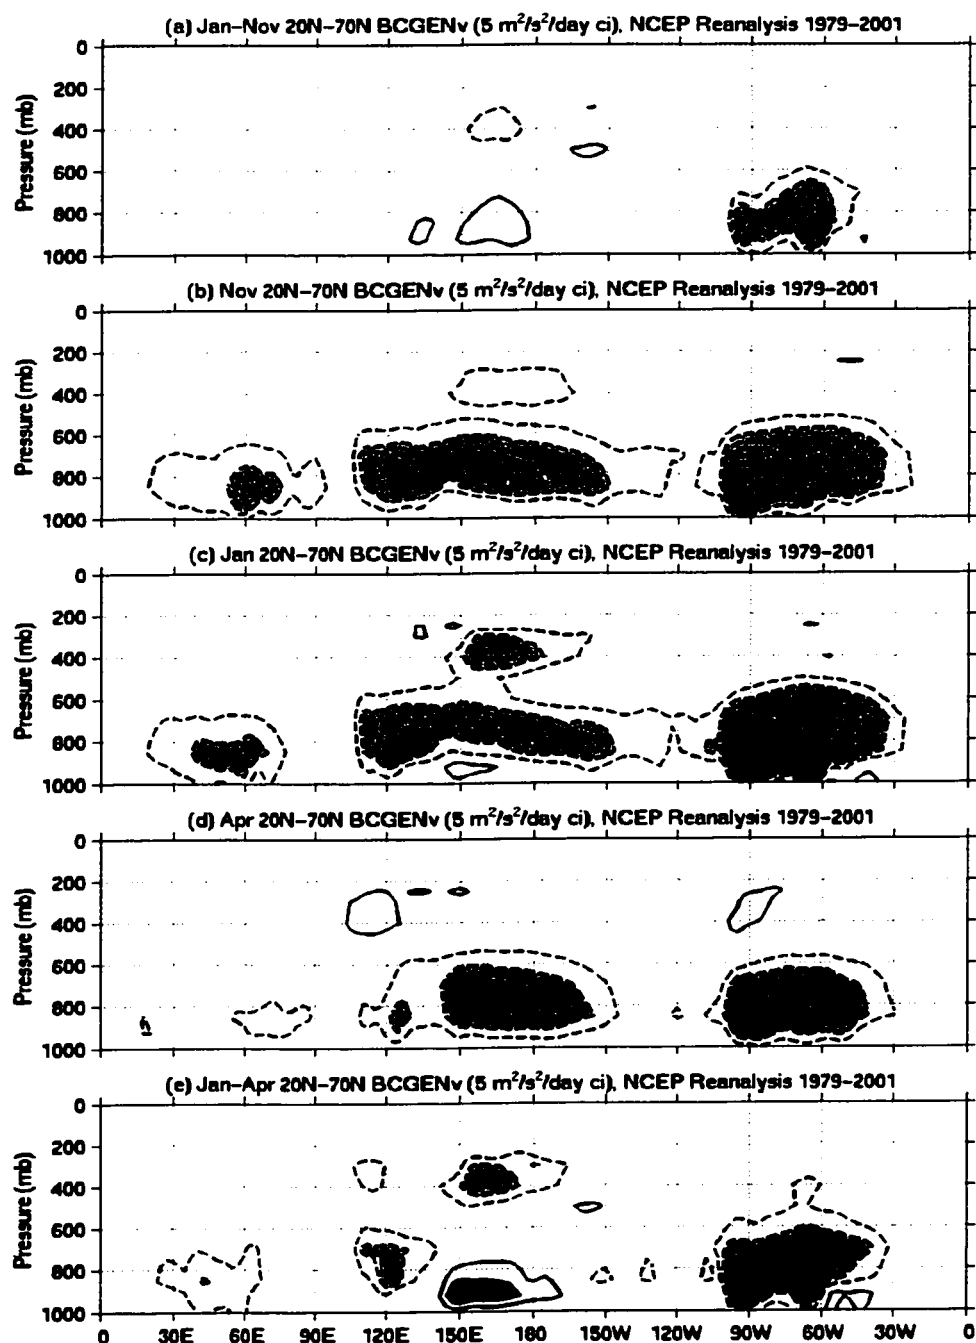 (a) Jan–Nov 20N–70N BCGENv (5 m²/s²/day ci), NCEP Reanalysis 1979–2001
0
200
400
600
800
1000
Pressure (mb)
(b) Nov 20N–70N BCGENv (5 m²/s²/day ci), NCEP Reanalysis 1979–2001
0
200
400
600
800
1000
Pressure (mb)
(c) Jan 20N–70N BCGENv (5 m²/s²/day ci), NCEP Reanalysis 1979–2001
0
200
400
600
800
1000
Pressure (mb)
(d) Apr 20N–70N BCGENv (5 m²/s²/day ci), NCEP Reanalysis 1979–2001
0
200
400
600
800
1000
Pressure (mb)
(e) Jan–Apr 20N–70N BCGENv (5 m²/s²/day ci), NCEP Reanalysis 1979–2001
0
200
400
600
800
1000
Pressure (mb)
0 30E 60E 90E 120E 150E 180 150W 120W 90W 60W 30W 0